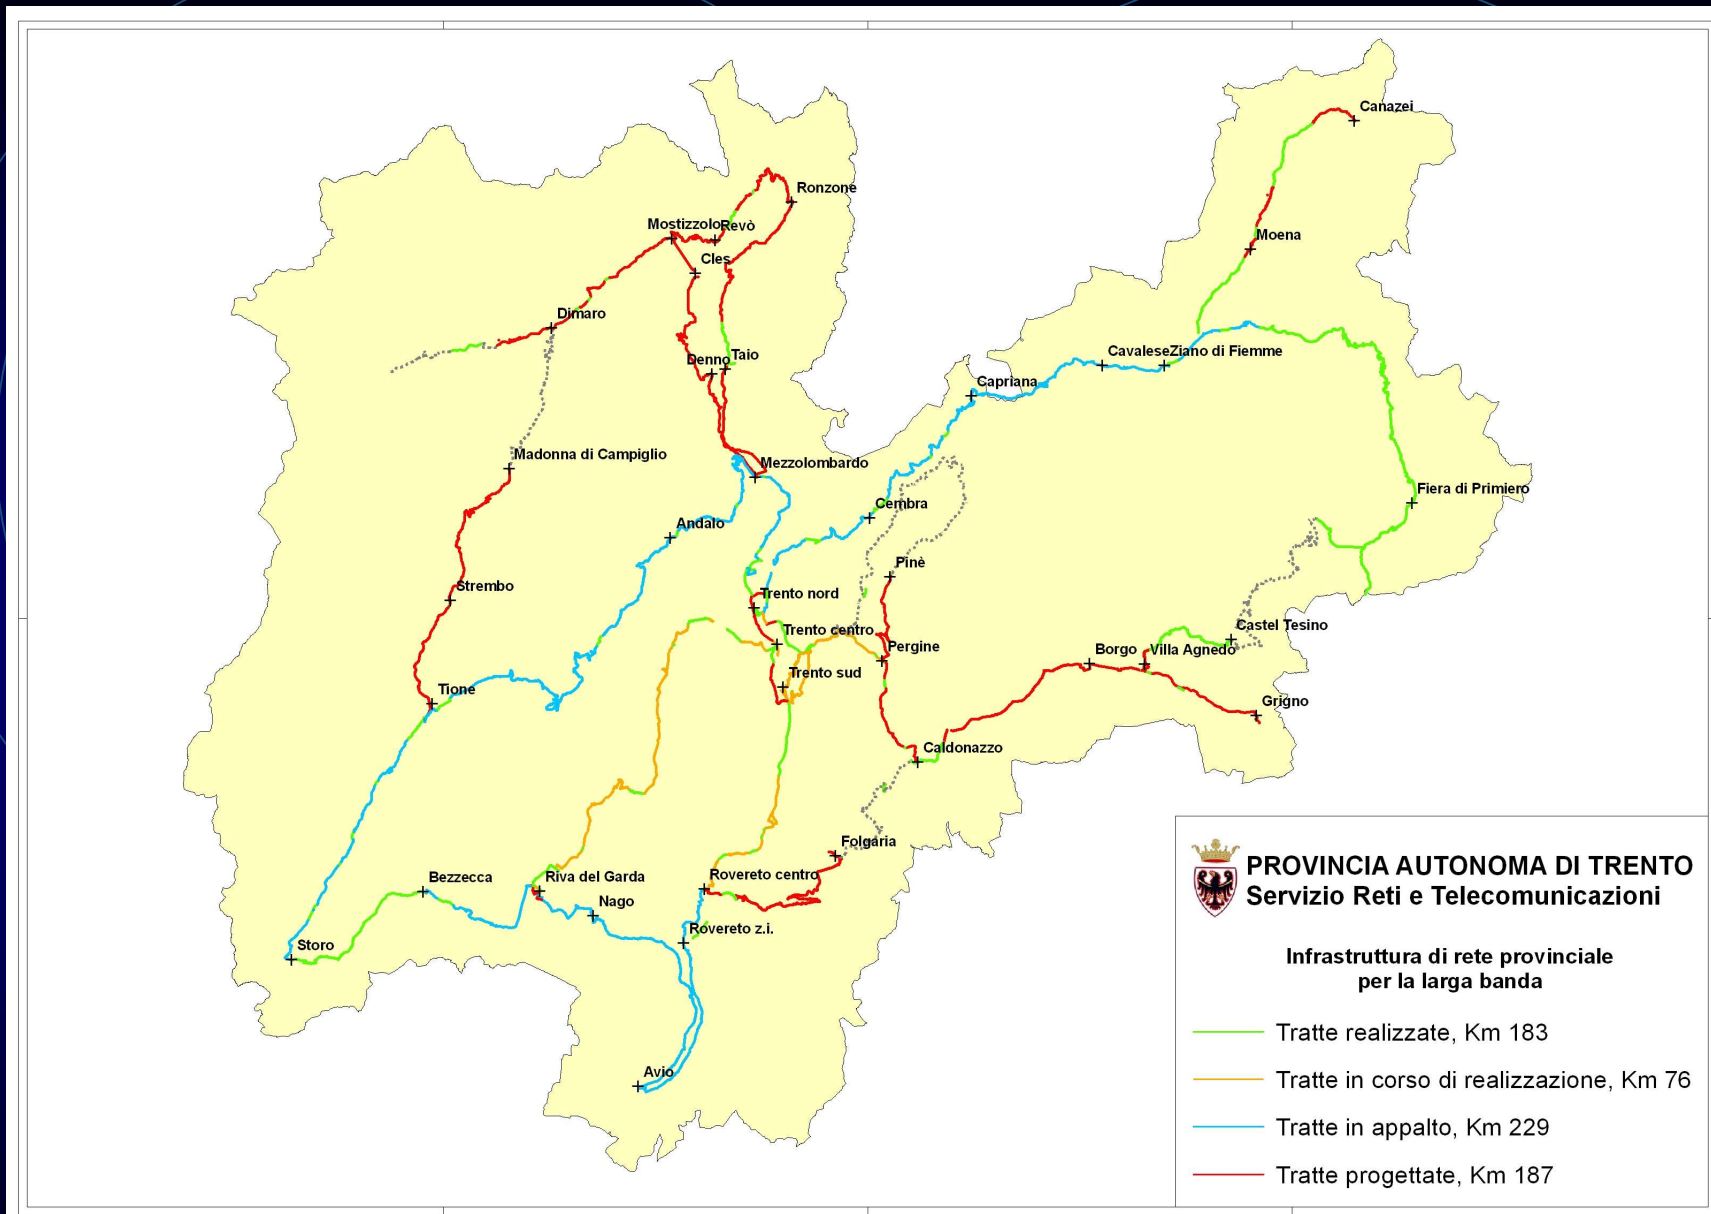 Canazei
Ronzone
Mostizzolo
Revò
Moena
Cles
Dimaro
Denno
Taio
Cavalese
Ziano di Fiemme
Capriana
Madonna di Campiglio
Mezzolombardo
Fiera di Primiero
Cembra
Andalo
Pinè
Strembo
Trento nord
Castel Tesino
Trento centro
Pergine
Borgo
Villa Agnedo
Trento sud
Tione
Grigno
Caldonazzo
Folgaria
Bezzecca
Riva del Garda
Rovereto centro
Nago
Rovereto z.i.
Storo
Avio
PROVINCIA AUTONOMA DI TRENTO
Servizio Reti e Telecomunicazioni
Infrastruttura di rete provinciale
per la larga banda
Tratte realizzate, Km 183
Tratte in corso di realizzazione, Km 76
Tratte in appalto, Km 229
Tratte progettate, Km 187